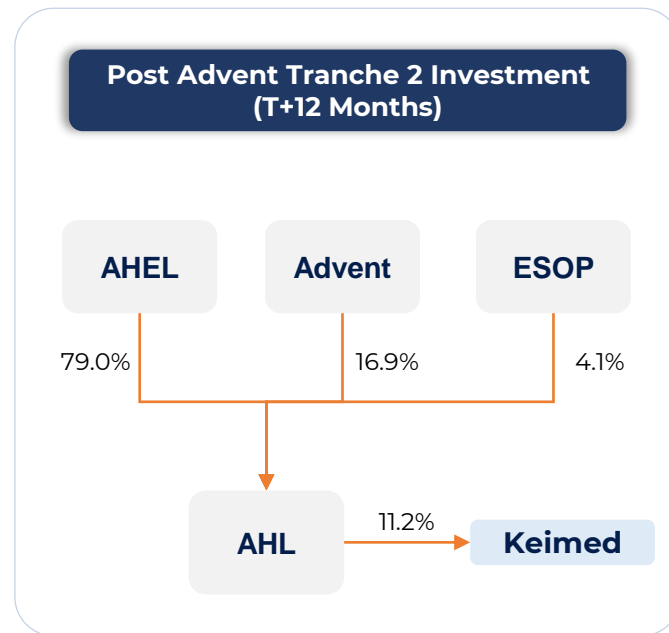 Post Advent Tranche 2 Investment
(T+12 Months)
AHEL
Advent
ESOP
79.0%
16.9%
4.1%
AHL
11.2%
Keimed